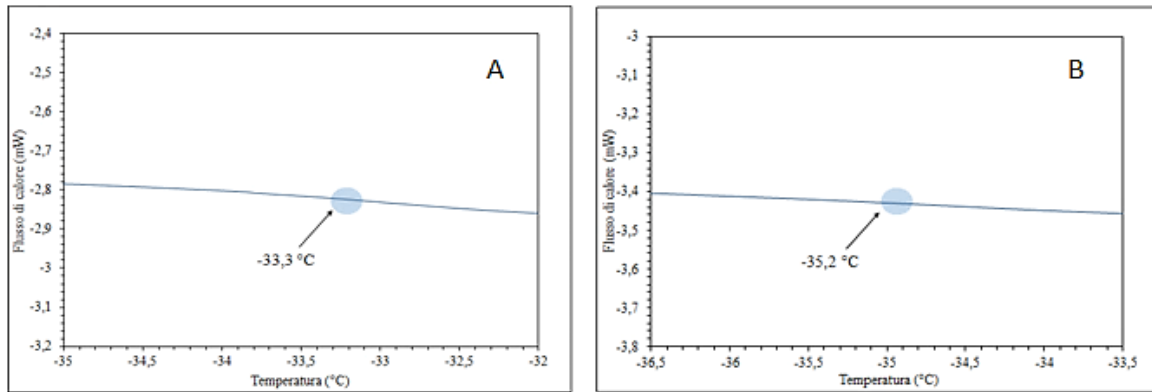 A
-2,4
-2,5
-2,6
-2,7
-2,8
-2,9
-3
-3,1
-3,2
Flusso di calore (mW)
-33,3 °C
-35 -34,5 -34 -33,5 -33 -32,5 -32
Temperatura (°C)
B
-3
-3,1
-3,2
-3,3
-3,4
-3,5
-3,6
-3,7
-3,8
Flusso di calore (mW)
-35,2 °C
-36,5 -36 -35,5 -35 -34,5 -34 -33,5
Temperatura (°C)